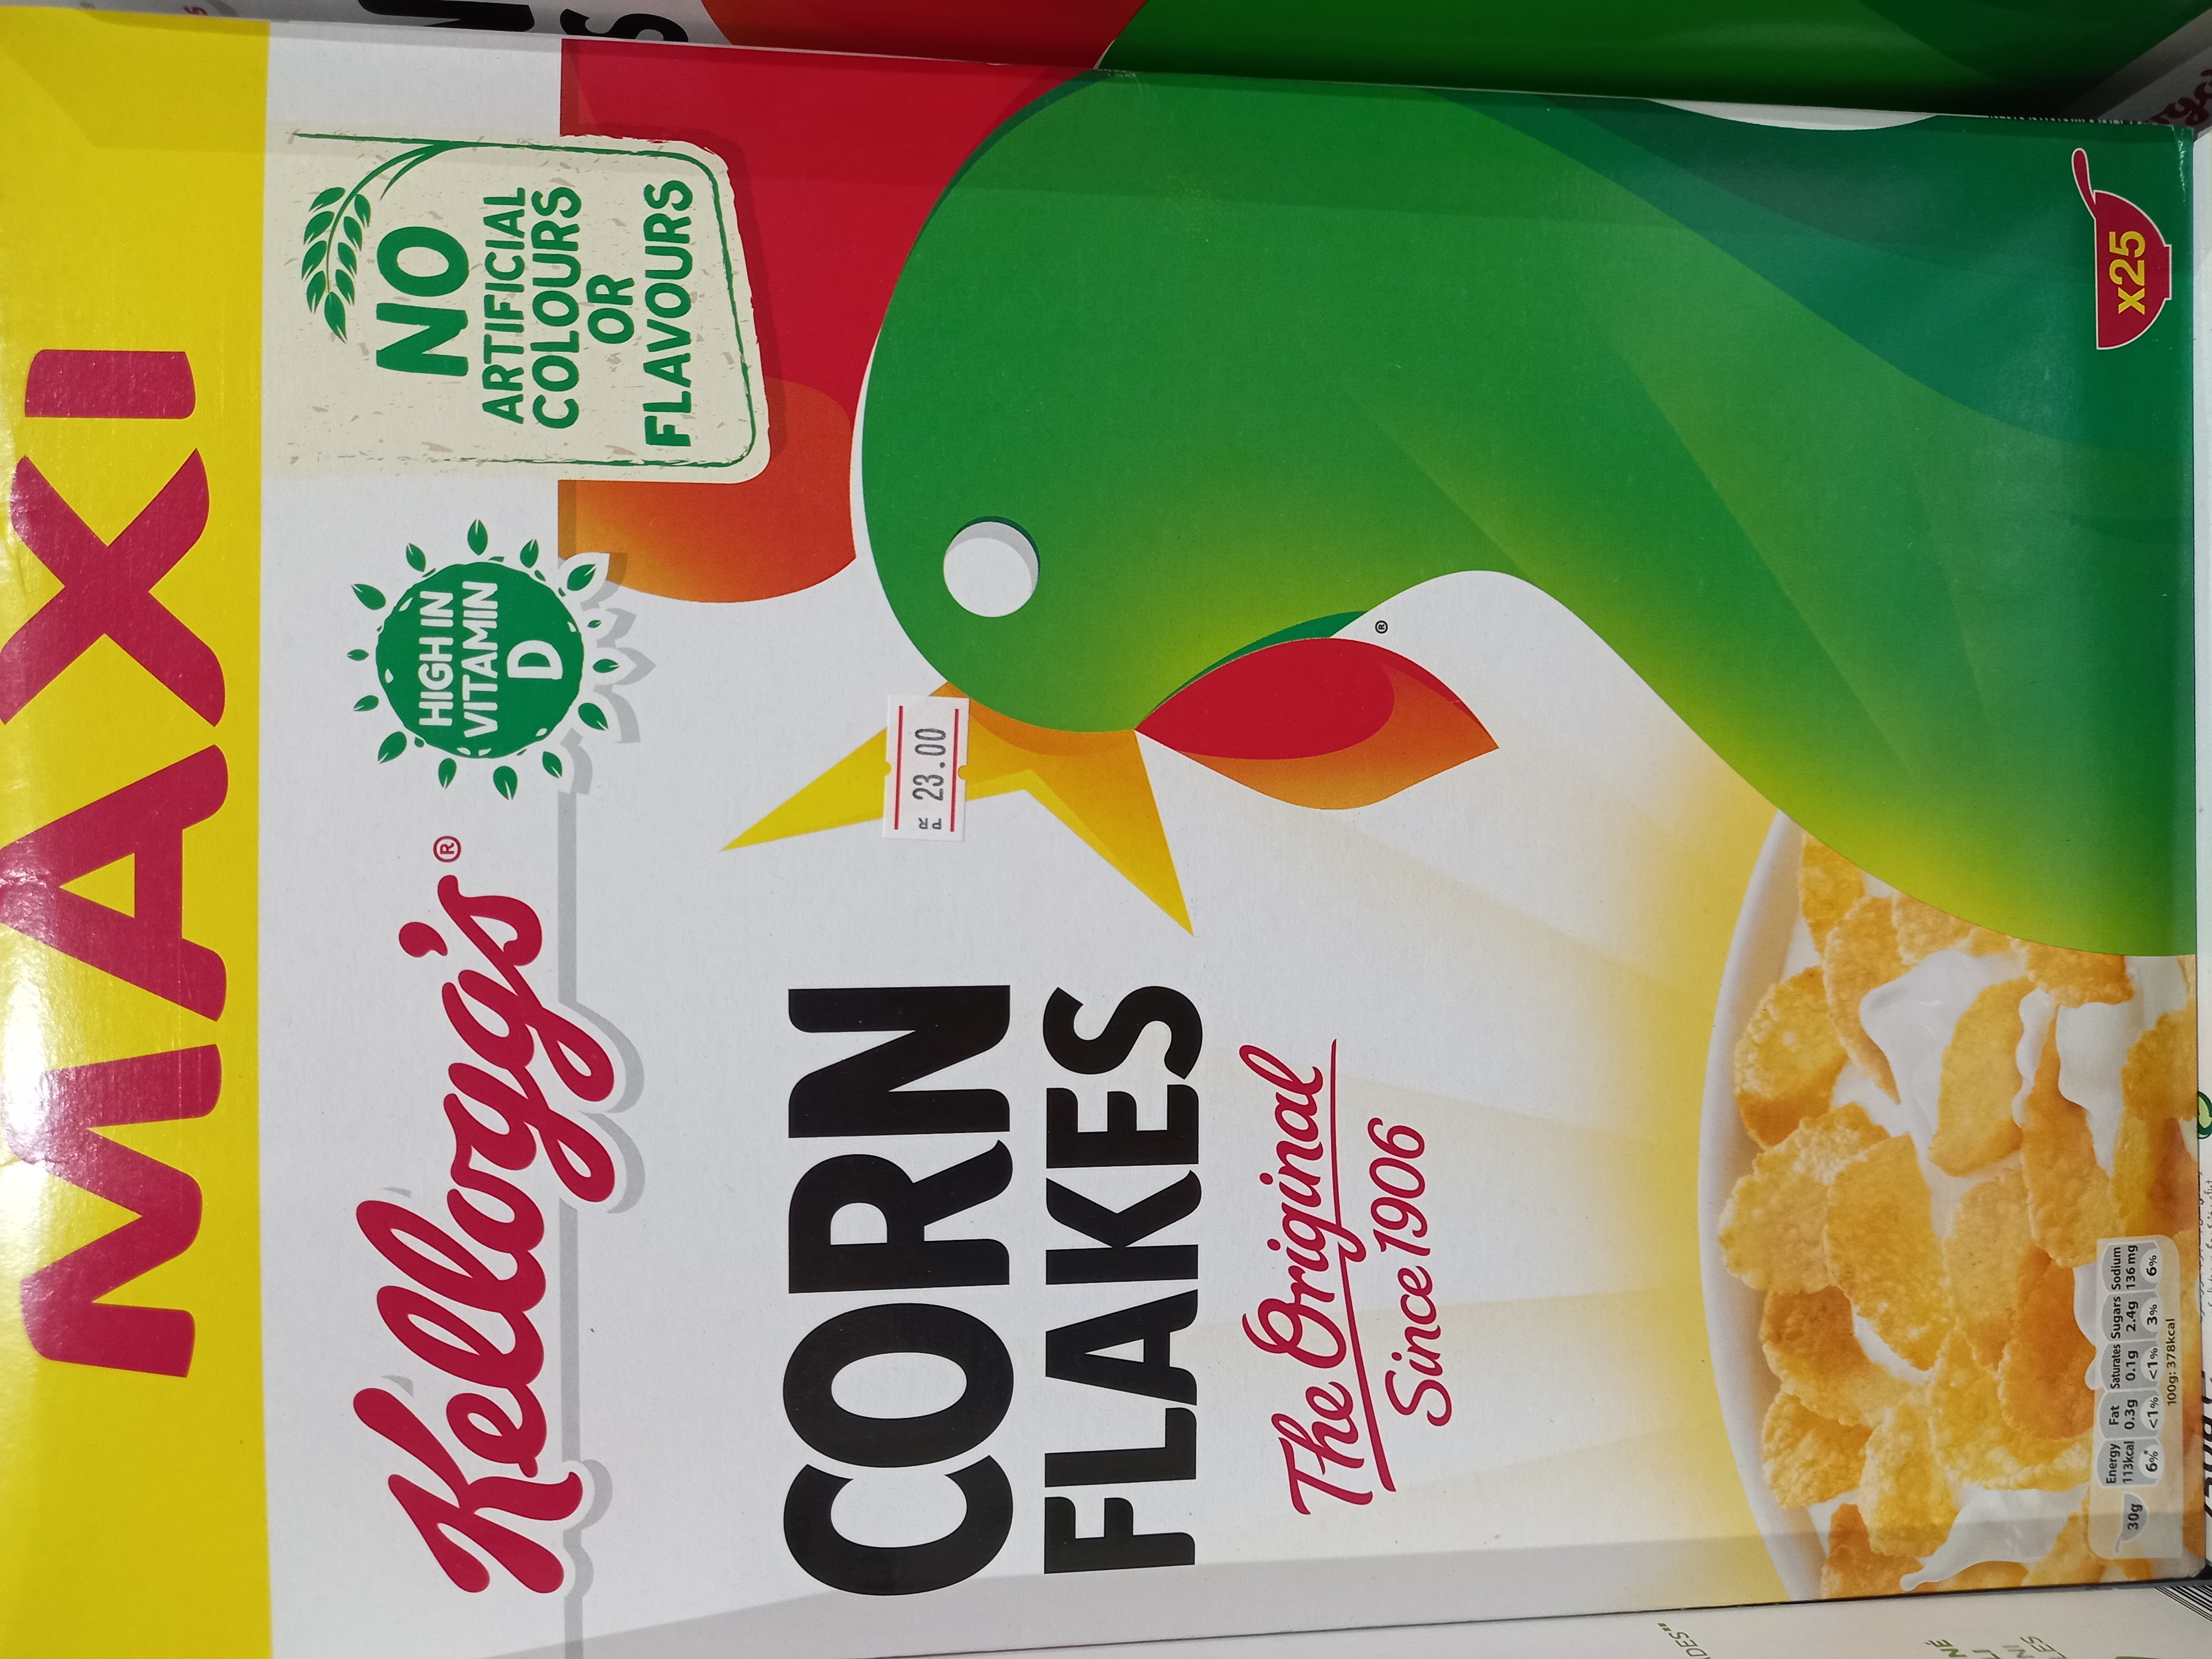 MAXI
Kellogg's®
HIGH IN
VITAMIN
D
NO
ARTIFICIAL
COLOURS
OR
FLAVOURS
CORN
FLAKES
PR 23.00
The Original
Since 1906
®
30g
Energy Fat Saturates Sugars Sodium
113kcal 0.3g 0.1g 2.4g 136 mg
6%* <1% <1% 3% 6%
100g: 378kcal
x25